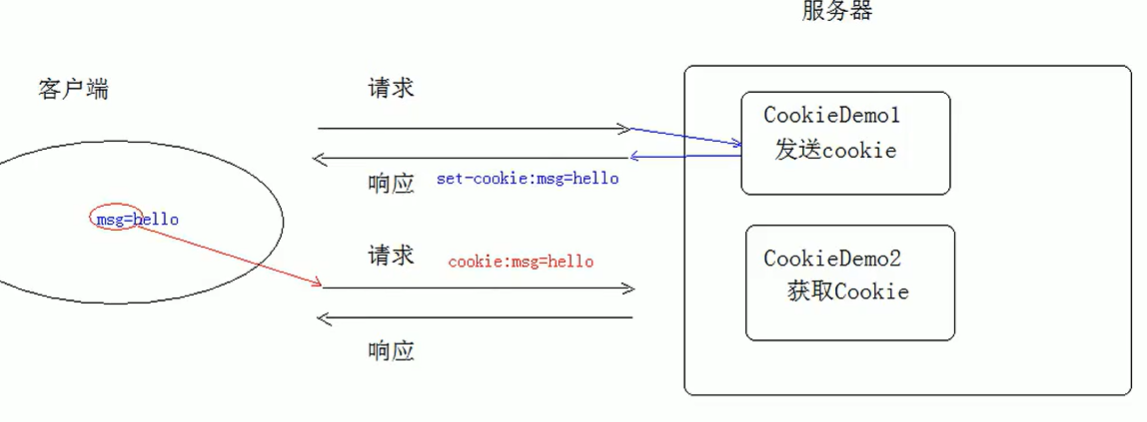 服务器
客户端
请求
CookieDemo1
发送cookie
响应
set-cookie:msg=hello
msg=hello
请求
cookie:msg=hello
CookieDemo2
获取Cookie
响应